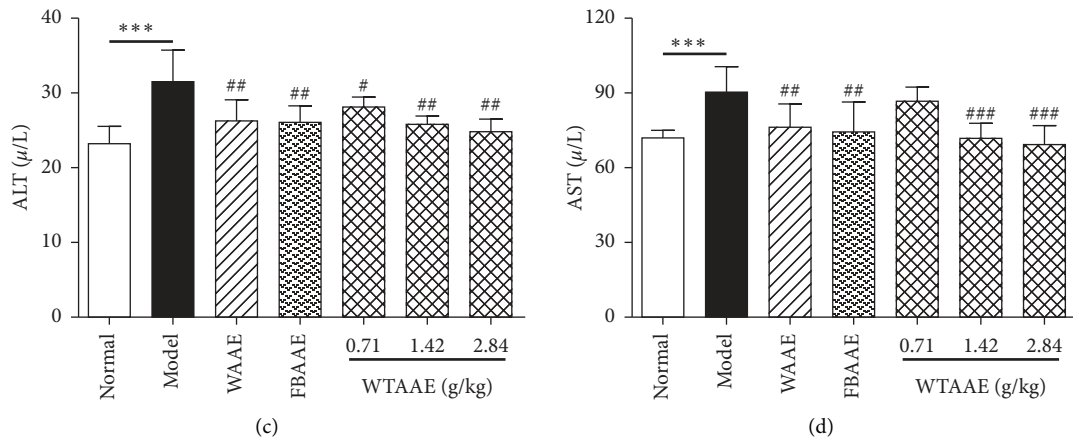 ALT (μ/L)
40
30
20
10
0
***
##
##
#
##
##
Normal
Model
WAAE
FBAAE
0.71 1.42 2.84
WTAAE (g/kg)
(c)
AST (μ/L)
120
90
60
30
0
***
##
##
###
###
Normal
Model
WAAE
FBAAE
0.71 1.42 2.84
WTAAE (g/kg)
(d)